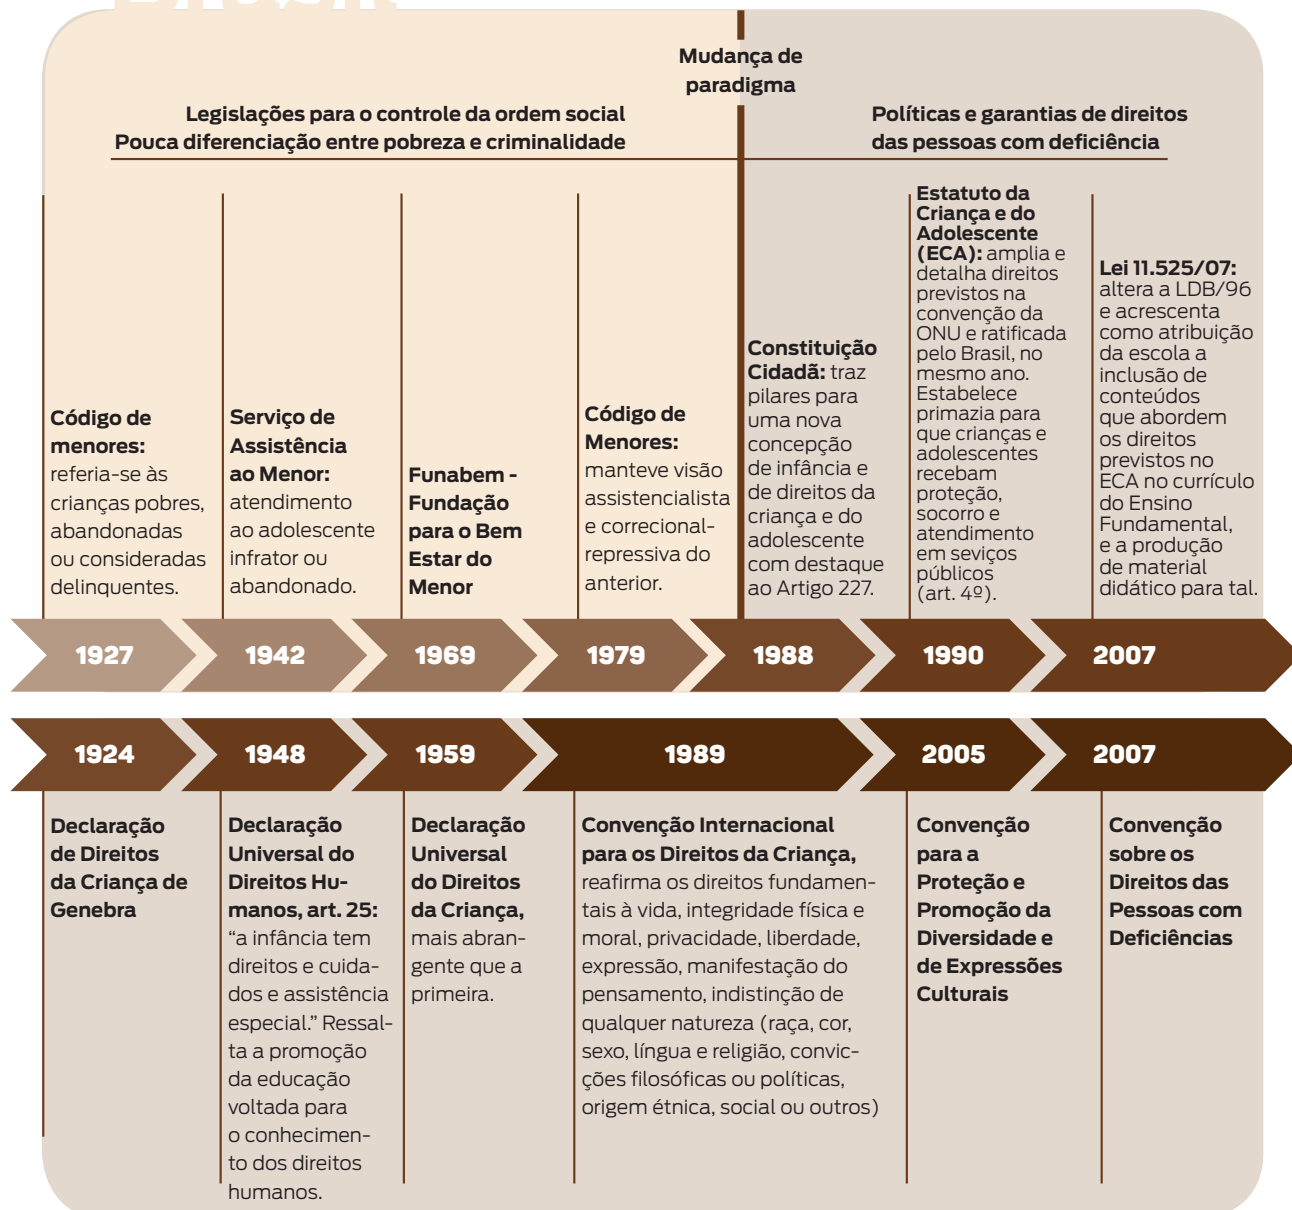 Brasil
Mudança de
paradigma
Legislações para o controle da ordem social
Pouca diferenciação entre pobreza e criminalidade
Políticas e garantias de direitos
das pessoas com deficiência
Código de
menores:
referia-se às
crianças pobres,
abandonadas
ou consideradas
delinquentes.
Serviço de
Assistência
ao Menor:
atendimento
ao adolescente
infrator ou
abandonado.
Funabem -
Fundação
para o Bem
Estar do
Menor
Código de
Menores:
manteve visão
assistencialista
e correcional-
repressiva do
anterior.
Constituição
Cidadã: traz
pilares para
uma nova
concepção
de infância e
de direitos da
criança e do
adolescente
com destaque
ao Artigo 227.
Estatuto da
Criança e do
Adolescente
(ECA): amplia e
detalha direitos
previstos na
convenção da
ONU e ratificada
pelo Brasil, no
mesmo ano.
Estabelece
primazia para
que crianças e
adolescentes
recebam
proteção,
socorro e
atendimento
em seviços
públicos
(art. 4º).
Lei 11.525/07:
altera a LDB/96
e acrescenta
como atribuição
da escola a
inclusão de
conteúdos
que abordem
os direitos
previstos no
ECA no currículo
do Ensino
Fundamental,
e a produção
de material
didático para tal.
1927
1942
1969
1979
1988
1990
2007
1924
1948
1959
1989
2005
2007
Declaração
de Direitos
da Criança de
Genebra
Declaração
Universal do
Direitos Hu-
manos, art. 25:
“a infância tem
direitos e cuida-
dos e assistência
especial.” Ressal-
ta a promoção
da educação
voltada para
o conhecimen-
to dos direitos
humanos.
Declaração
Universal
do Direitos
da Criança,
mais abran-
gente que a
primeira.
Convenção Internacional
para os Direitos da Criança,
reafirma os direitos fundamen-
tais à vida, integridade física e
moral, privacidade, liberdade,
expressão, manifestação do
pensamento, indistinção de
qualquer natureza (raça, cor,
sexo, língua e religião, convic-
ções filosóficas ou políticas,
origem étnica, social ou outros)
Convenção
para a
Proteção e
Promoção da
Diversidade e
de Expressões
Culturais
Convenção
sobre os
Direitos das
Pessoas com
Deficiências